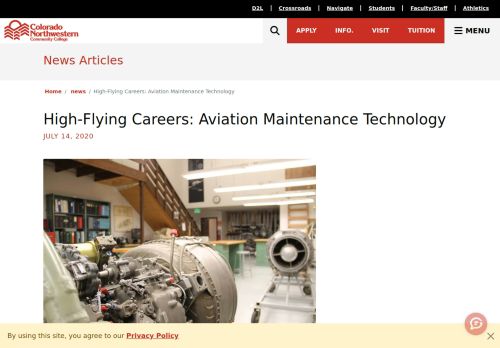 D2L | Crossroads | Navigate | Students | Faculty/Staff | Athletics
Colorado
Northwestern
Community College
APPLY INFO. VISIT TUITION MENU
News Articles
Home / news / High-Flying Careers: Aviation Maintenance Technology
High-Flying Careers: Aviation Maintenance Technology
JULY 14, 2020
By using this site, you agree to our Privacy Policy